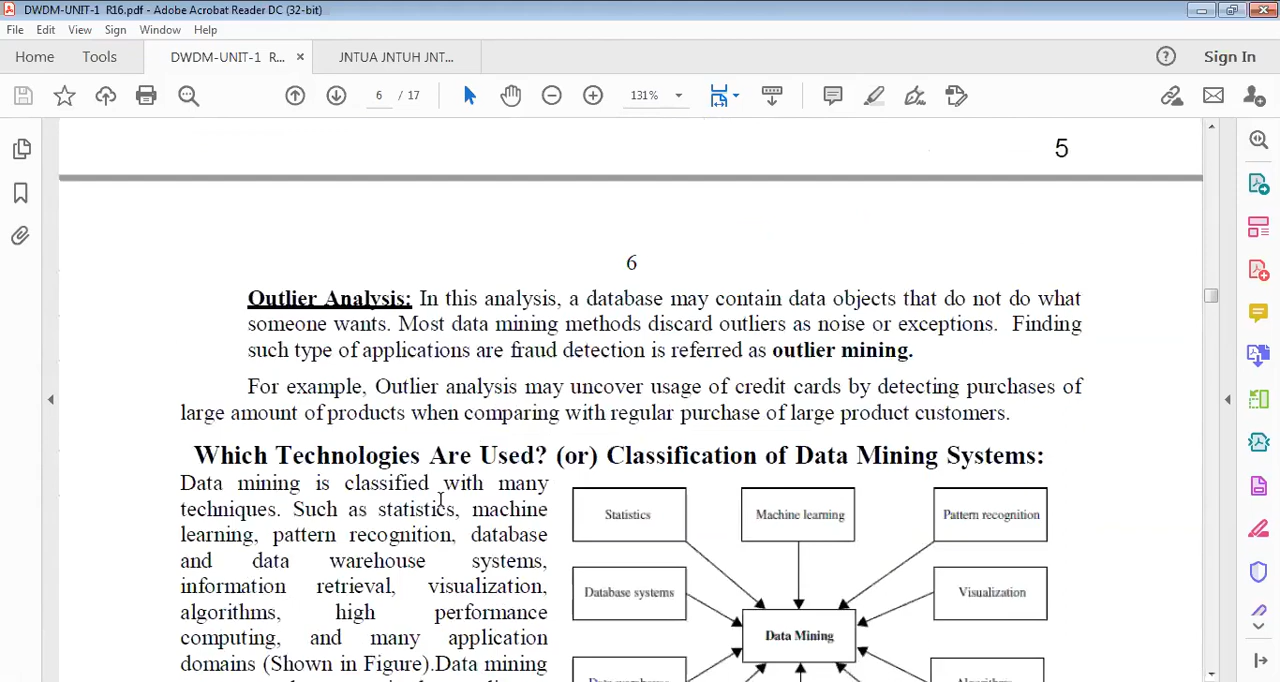 DWDM-UNIT-1 R16.pdf - Adobe Acrobat Reader DC (32-bit)
File Edit View Sign Window Help
Home Tools DWDM-UNIT-1 R... × JNTUA JNTUH JNT... Sign In
6 / 17 131%
5
6
Outlier Analysis: In this analysis, a database may contain data objects that do not do what
someone wants. Most data mining methods discard outliers as noise or exceptions. Finding
such type of applications are fraud detection is referred as outlier mining.
For example, Outlier analysis may uncover usage of credit cards by detecting purchases of
large amount of products when comparing with regular purchase of large product customers.
Which Technologies Are Used? (or) Classification of Data Mining Systems:
Data mining is classified with many
techniques. Such as statistics, machine
learning, pattern recognition, database
and data warehouse systems,
information retrieval, visualization,
algorithms, high performance
computing, and many application
domains (Shown in Figure).Data mining
Statistics
Machine learning
Pattern recognition
Database systems
Visualization
Data Mining